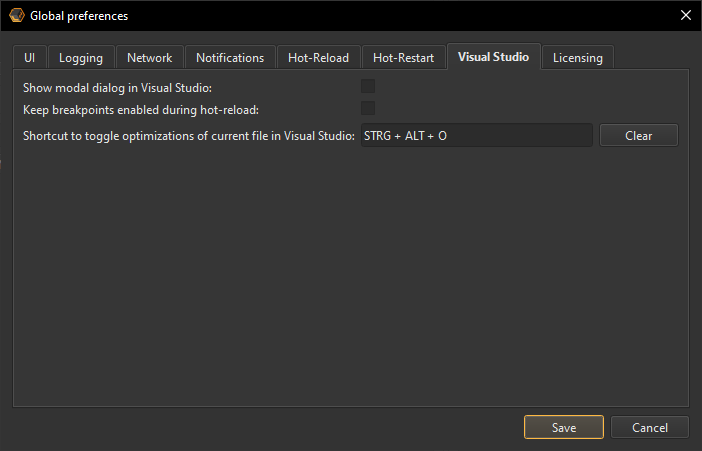 Global preferences
UI Logging Network Notifications Hot-Reload Hot-Restart Visual Studio Licensing
Show modal dialog in Visual Studio:
Keep breakpoints enabled during hot-reload:
Shortcut to toggle optimizations of current file in Visual Studio: STRG + ALT + O Clear
Save Cancel